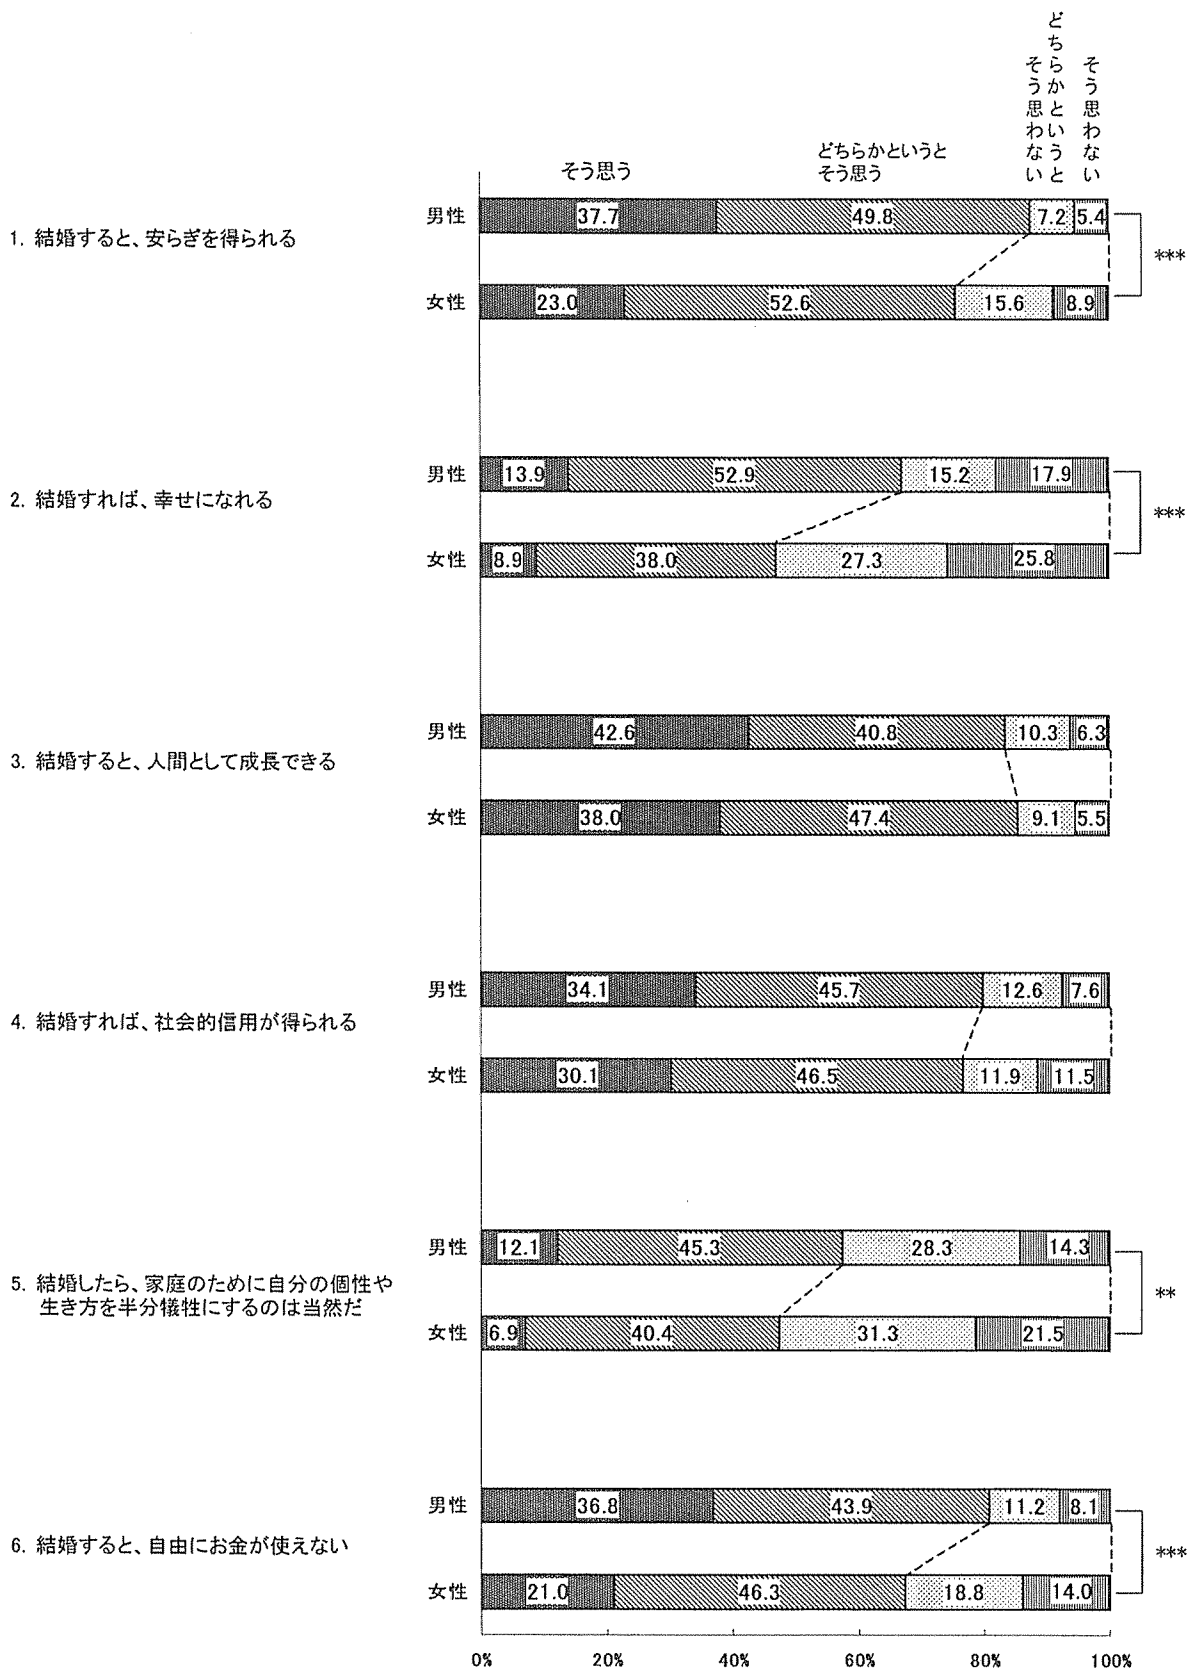 そう思う
どちらかというと
そう思う
どちらかというと
そう思わない
そう思わない
1. 結婚すると、安らぎを得られる
男性 37.7 49.8 7.2 5.4
女性 23.0 52.6 15.6 8.9
***
2. 結婚すれば、幸せになれる
男性 13.9 52.9 15.2 17.9
女性 8.9 38.0 27.3 25.8
***
3. 結婚すると、人間として成長できる
男性 42.6 40.8 10.3 6.3
女性 38.0 47.4 9.1 5.5
4. 結婚すれば、社会的信用が得られる
男性 34.1 45.7 12.6 7.6
女性 30.1 46.5 11.9 11.5
5. 結婚したら、家庭のために自分の個性や
生き方を半分犠牲にするのは当然だ
男性 12.1 45.3 28.3 14.3
女性 6.9 40.4 31.3 21.5
**
6. 結婚すると、自由にお金が使えない
男性 36.8 43.9 11.2 8.1
女性 21.0 46.3 18.8 14.0
***
0% 20% 40% 60% 80% 100%